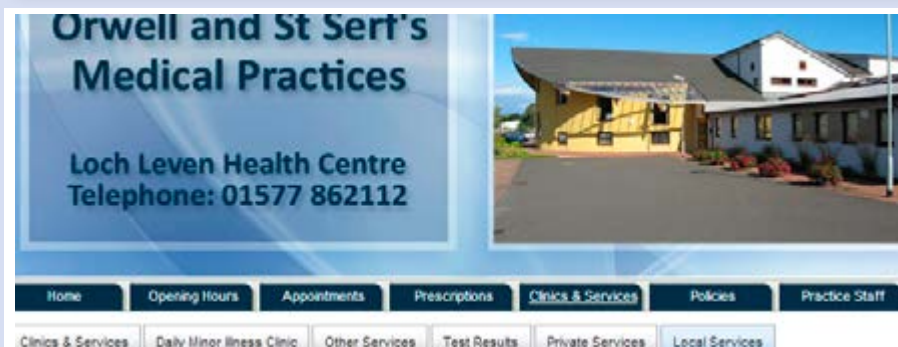 Orwell and St Serf's
Medical Practices
Loch Leven Health Centre
Telephone: 01577 862112
Home Opening Hours Appointments Prescriptions Clinics & Services Policies Practice Staff
Clinics & Services Daily Minor Illness Clinic Other Services Test Results Private Services Local Services